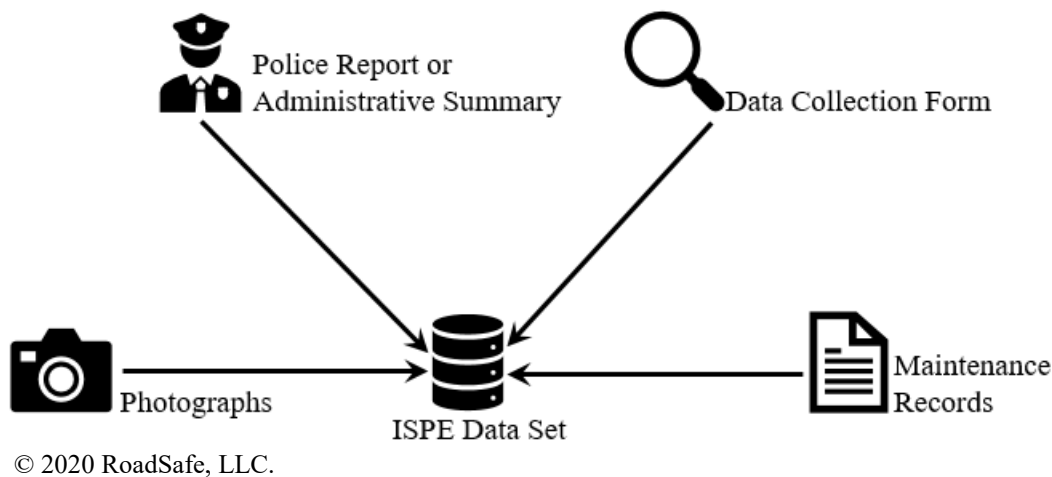 Police Report or
Administrative Summary
Data Collection Form
Photographs
Maintenance
Records
ISPE Data Set
© 2020 RoadSafe, LLC.